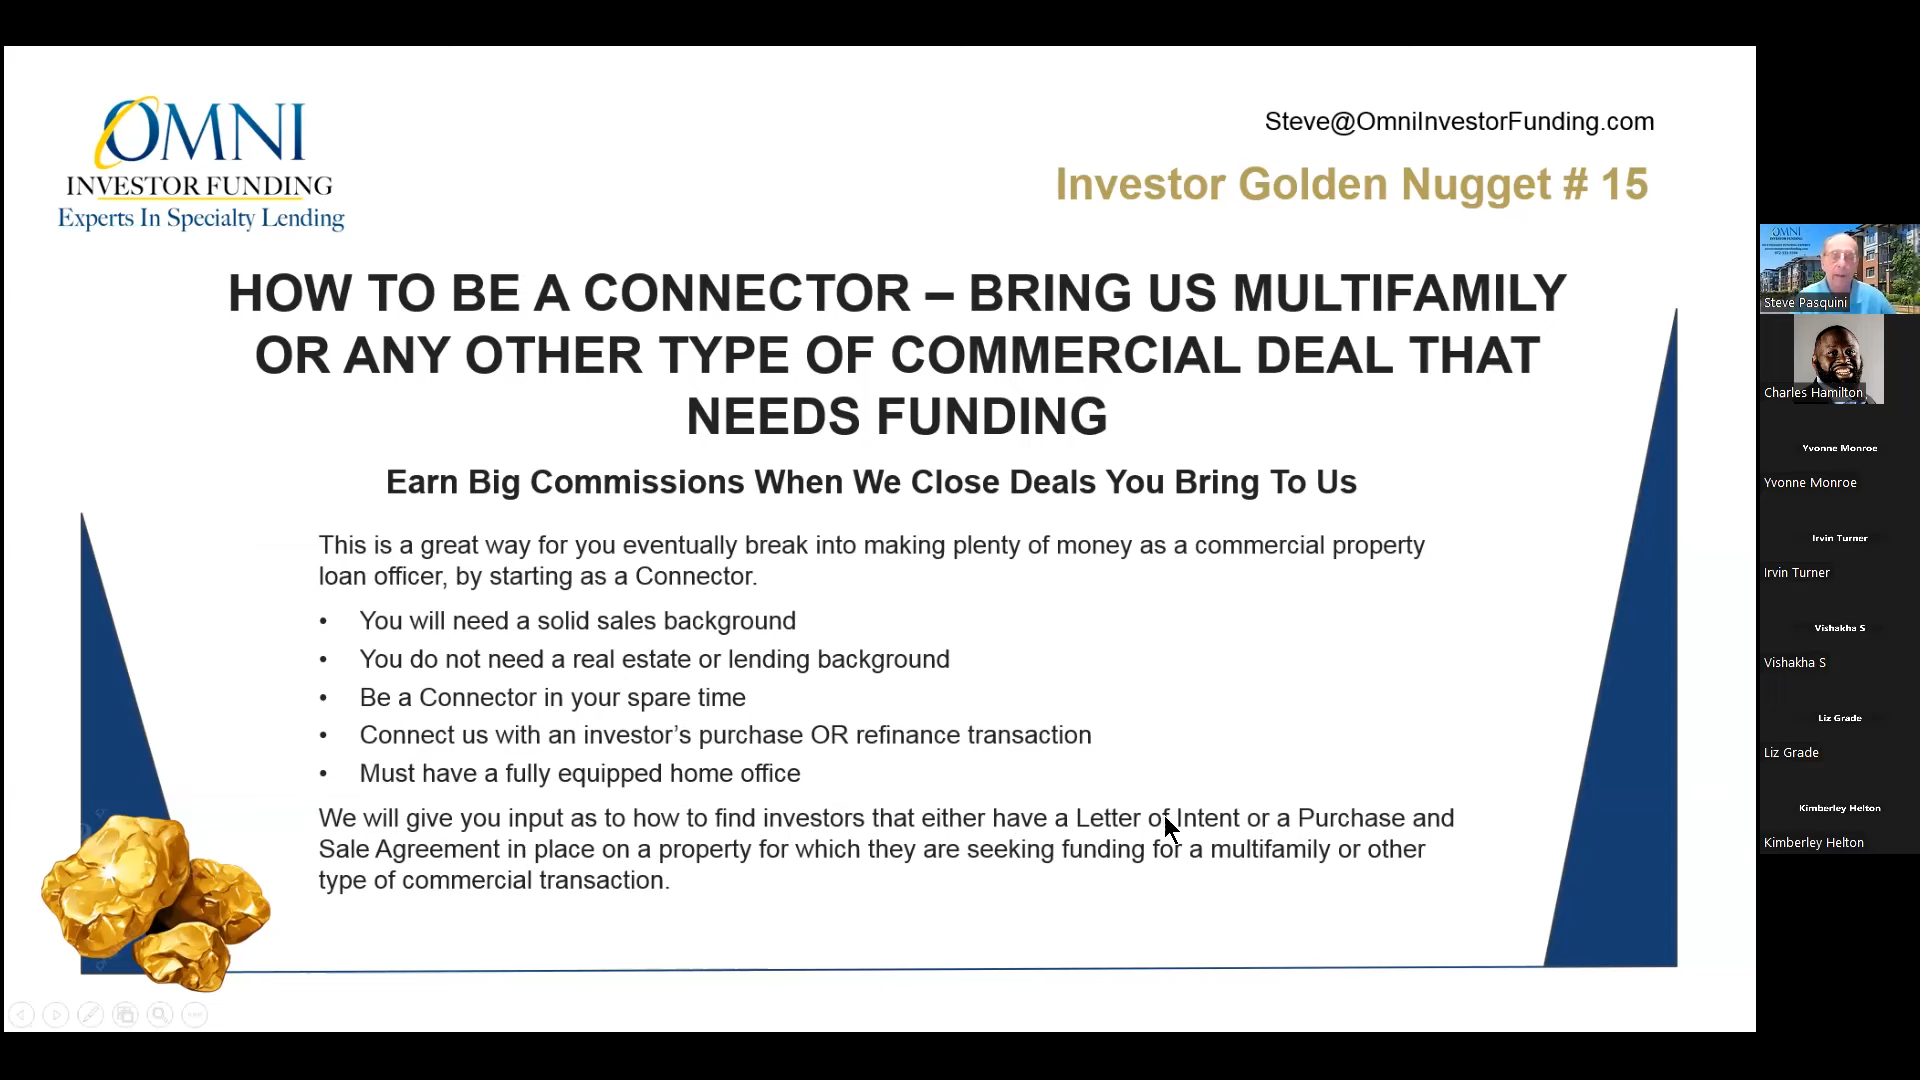 OMNI
INVESTOR FUNDING
Experts In Specialty Lending
Steve@OmniInvestorFunding.com
Investor Golden Nugget # 15
HOW TO BE A CONNECTOR – BRING US MULTIFAMILY
OR ANY OTHER TYPE OF COMMERCIAL DEAL THAT
NEEDS FUNDING
Earn Big Commissions When We Close Deals You Bring To Us
This is a great way for you eventually break into making plenty of money as a commercial property
loan officer, by starting as a Connector.
• You will need a solid sales background
• You do not need a real estate or lending background
• Be a Connector in your spare time
• Connect us with an investor’s purchase OR refinance transaction
• Must have a fully equipped home office
We will give you input as to how to find investors that either have a Letter of Intent or a Purchase and
Sale Agreement in place on a property for which they are seeking funding for a multifamily or other
type of commercial transaction.
OMNI
Steve Pasquini
Charles Hamilton
Yvonne Monroe
Yvonne Monroe
Irvin Turner
Irvin Turner
Vishakha S
Vishakha S
Liz Grade
Liz Grade
Kimberley Helton
Kimberley Helton